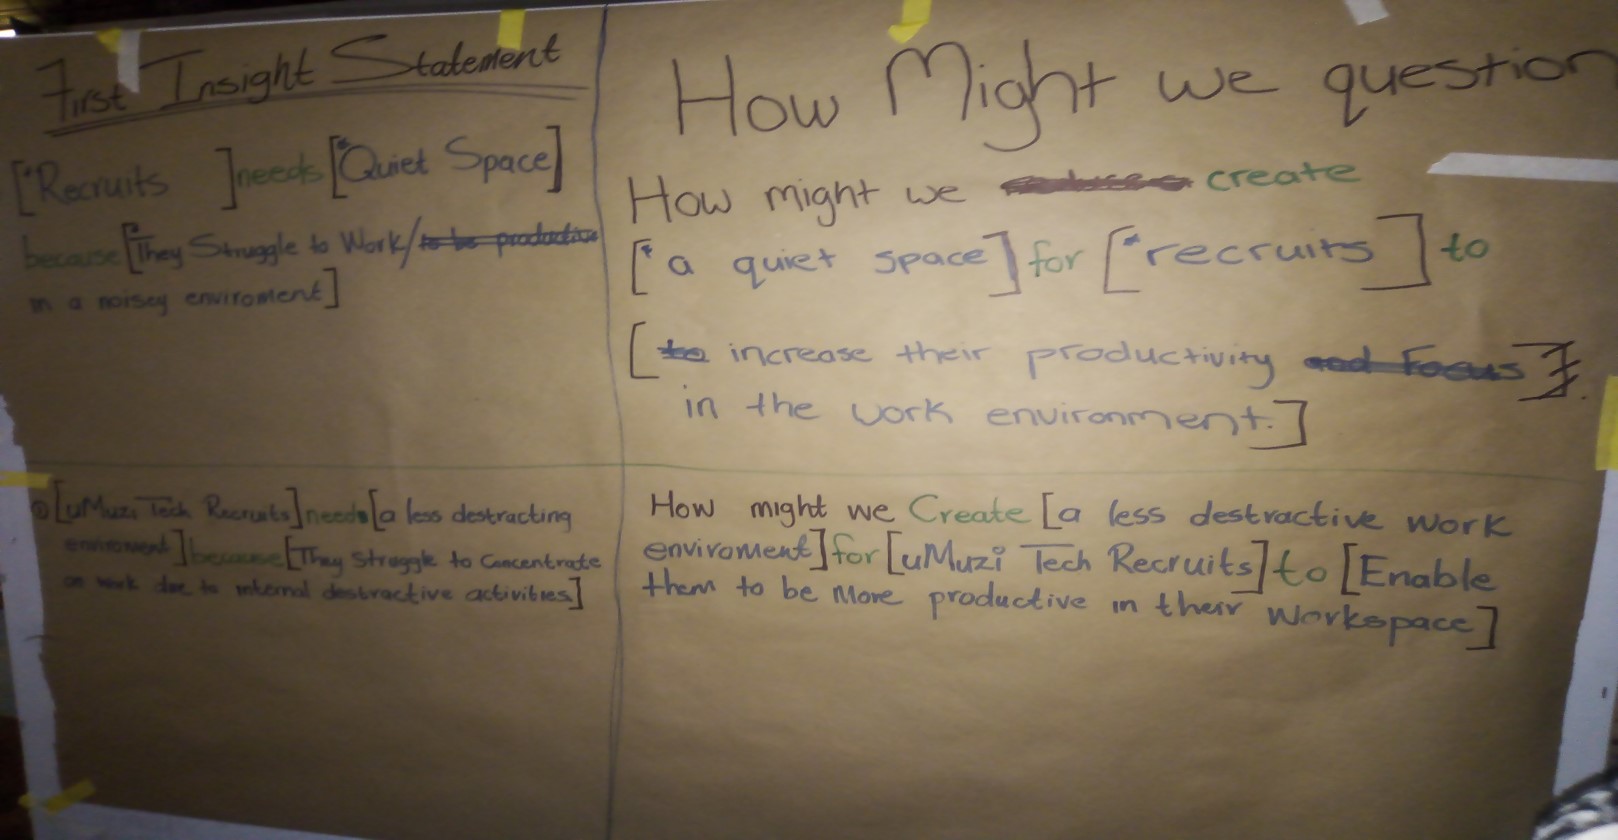 First Insight Statement
[*Recruits ] needs [*Quiet Space]
because [*They Struggle to Work/ to be productive
in a noisey enviroment]
How Might we question
How might we create
[* a quiet space] for [*recruits ] to
[ to increase their productivity and Focus ].
in the work environment.]
[uMuzi Tech Recruits] needs [a less destracting
enviroment] because [They Struggle to Concentrate
on work due to internal destractive activities]
How might we Create [a less destractive work
enviroment] for [uMuzi Tech Recruits] to [Enable
them to be More productive in their Workspace]